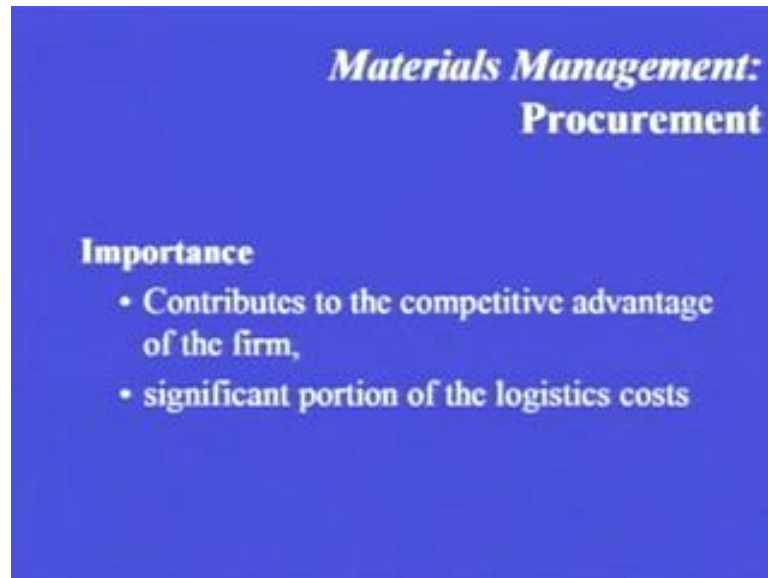 Materials Management:
Procurement
Importance
• Contributes to the competitive advantage
of the firm,
• significant portion of the logistics costs